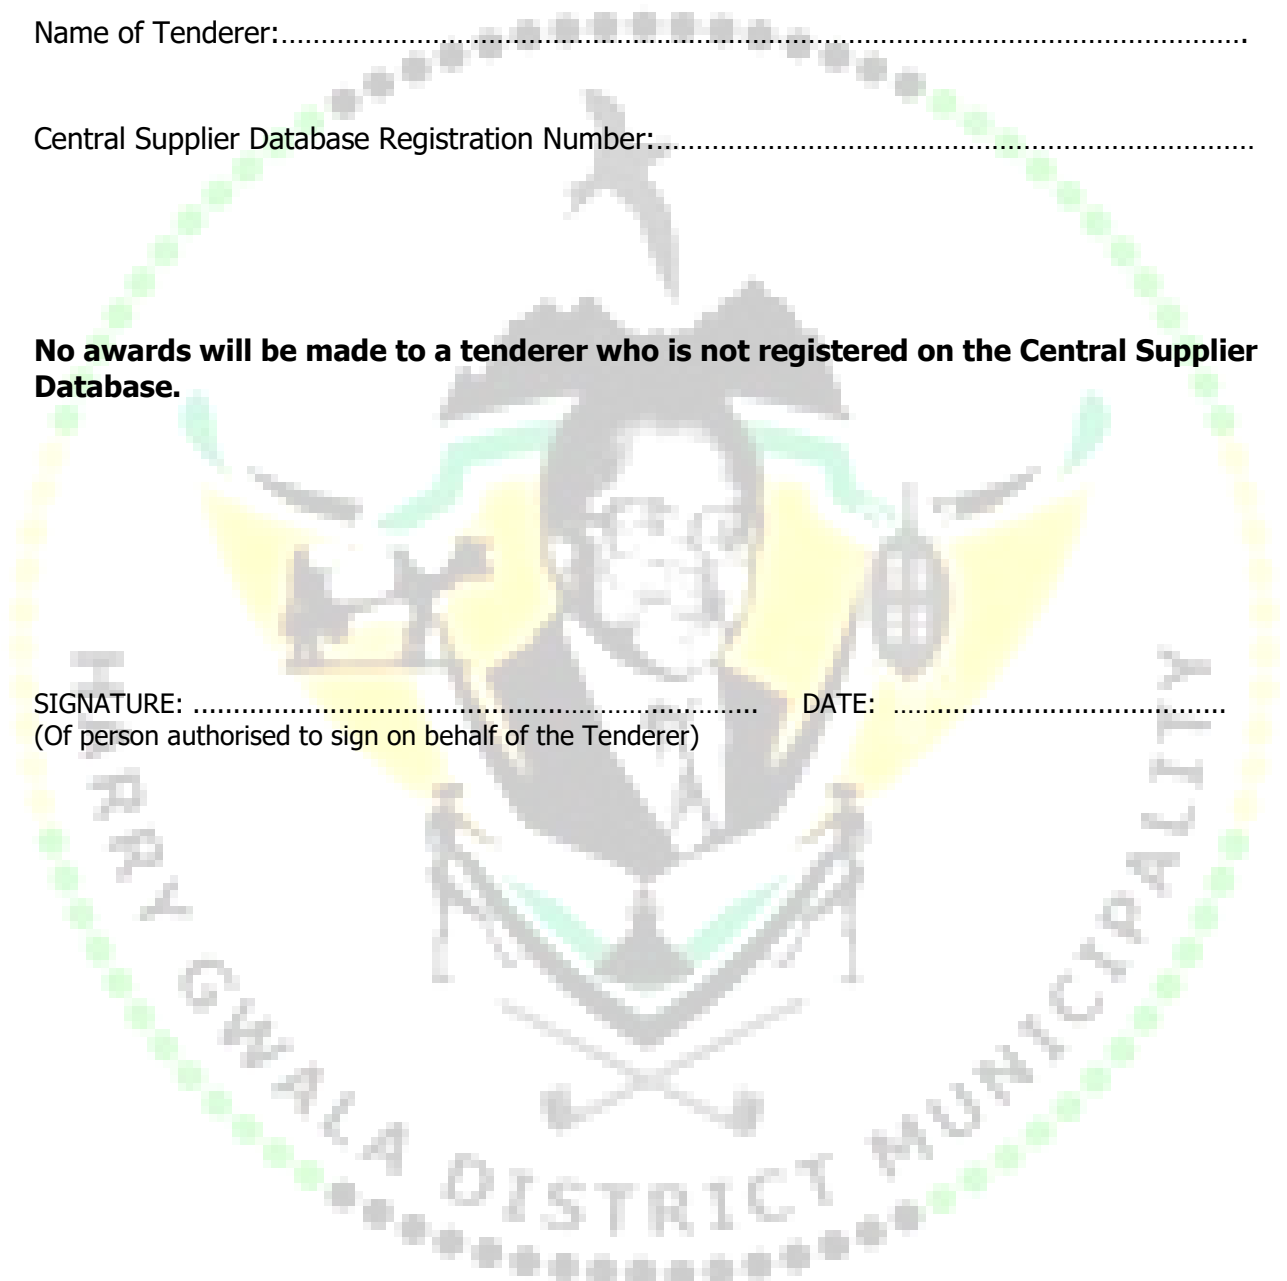 Name of Tenderer:..............................................................................................................................
Central Supplier Database Registration Number:............................................................................
No awards will be made to a tenderer who is not registered on the Central Supplier
Database.
SIGNATURE: ........................................................................ DATE: ...........................................
(Of person authorised to sign on behalf of the Tenderer)
HARRY GWALA DISTRICT MUNICIPALITY